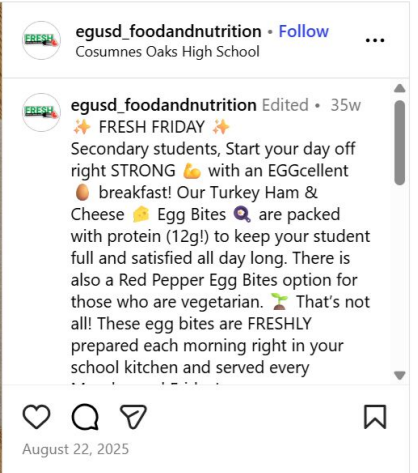 egusd_foodandnutrition • Follow
Cosumnes Oaks High School
FRESH
egusd_foodandnutrition Edited • 35w
FRESH
✨ FRESH FRIDAY ✨
Secondary students, Start your day off
right STRONG 💪 with an EGGcellent
🥚 breakfast! Our Turkey Ham &
Cheese 🧀 Egg Bites 🍳 are packed
with protein (12g!) to keep your student
full and satisfied all day long. There is
also a Red Pepper Egg Bites option for
those who are vegetarian. 🌱 That's not
all! These egg bites are FRESHLY
prepared each morning right in your
school kitchen and served every
August 22, 2025